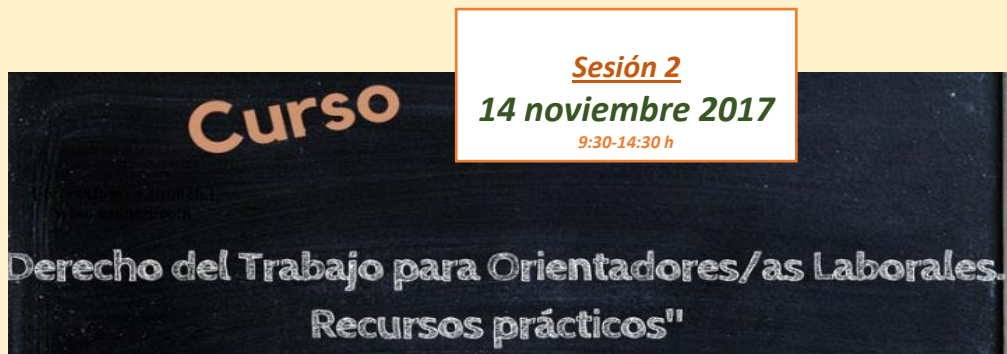 Sesión 2
14 noviembre 2017
9:30-14:30 h
Curso
Derecho del Trabajo para Orientadores/as Laborales.
Recursos prácticos"